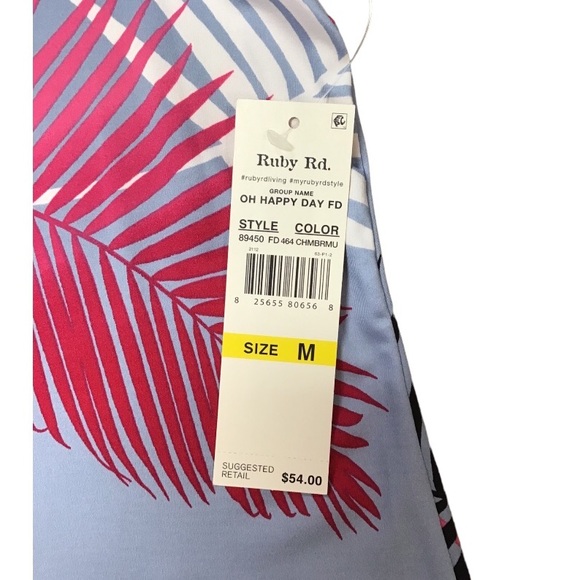 Ruby Rd.
#rubyrdliving #myrubyrdstyle
GROUP NAME
OH HAPPY DAY FD
STYLE COLOR
89450 FD 464 CHMBRMU
2112
8 25655 80656 8
SIZE M
SUGGESTED
RETAIL $54.00